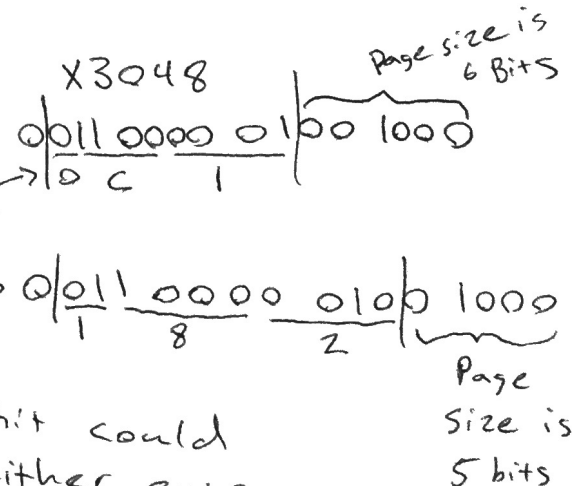 x3048
Page size is
6 Bits
0|011 0000 01|00 1000
→ 0 C 1
0|011 0000 010|0 1000
1 8 2
Page
size is
5 bits
could